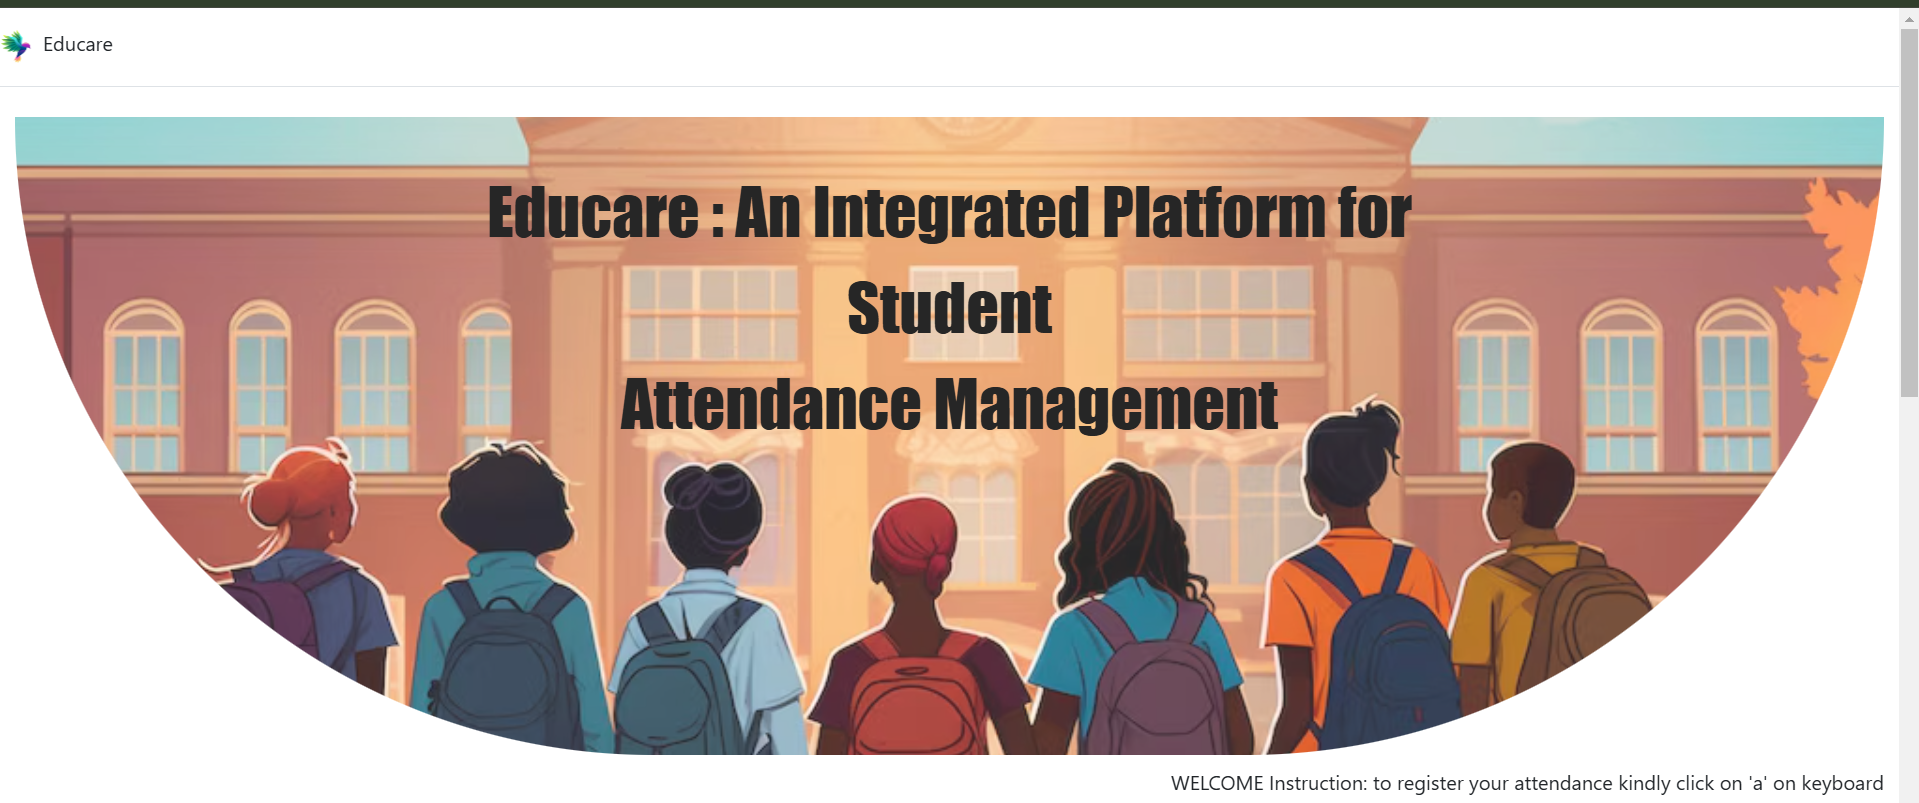 Educare
Educare : An Integrated Platform for
Student
Attendance Management
WELCOME Instruction: to register your attendance kindly click on 'a' on keyboard